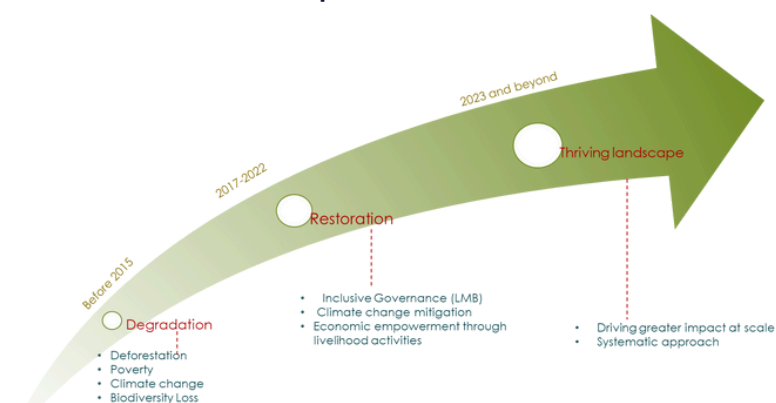 2023 and beyond
Thriving landscape
2017-2022
Restoration
• Inclusive Governance (LMB)
• Climate change mitigation
• Economic empowerment through
livelihood activities
Before 2015
Degradation
• Deforestation
• Poverty
• Climate change
• Biodiversity Loss
• Driving greater impact at scale
• Systematic approach